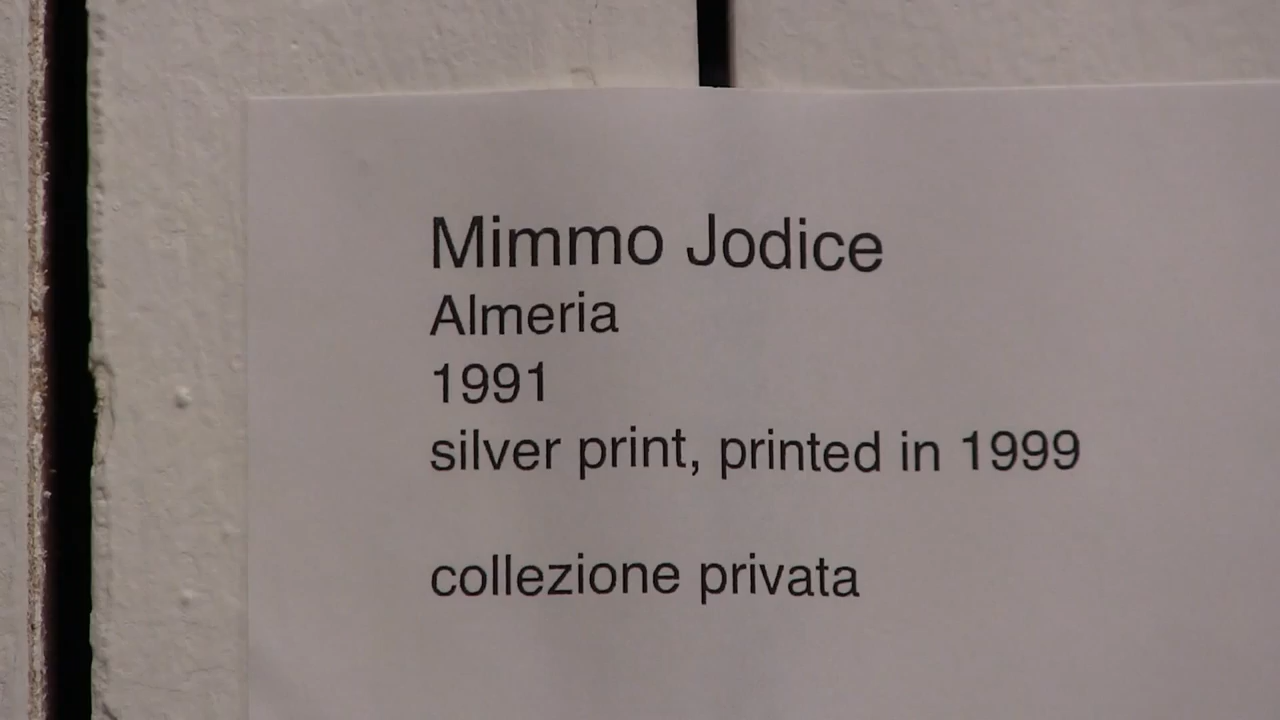 Mimmo Jodice
Almeria
1991
silver print, printed in 1999
collezione privata